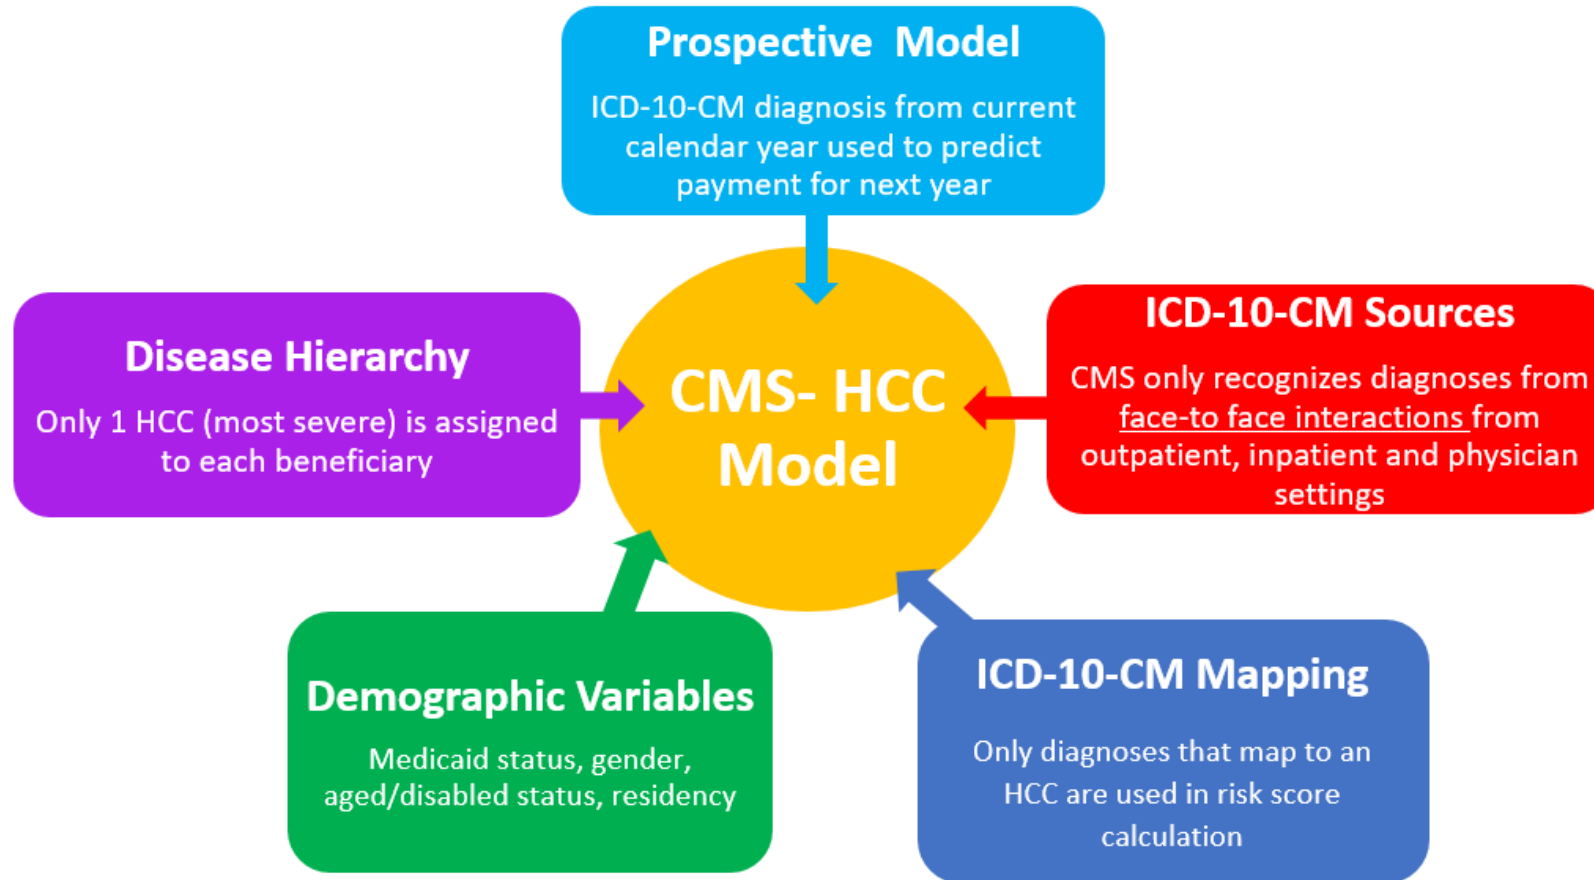 Prospective Model
ICD-10-CM diagnosis from current
calendar year used to predict
payment for next year
Disease Hierarchy
Only 1 HCC (most severe) is assigned
to each beneficiary
CMS- HCC
Model
ICD-10-CM Sources
CMS only recognizes diagnoses from
face-to face interactions from
outpatient, inpatient and physician
settings
Demographic Variables
Medicaid status, gender,
aged/disabled status, residency
ICD-10-CM Mapping
Only diagnoses that map to an
HCC are used in risk score
calculation